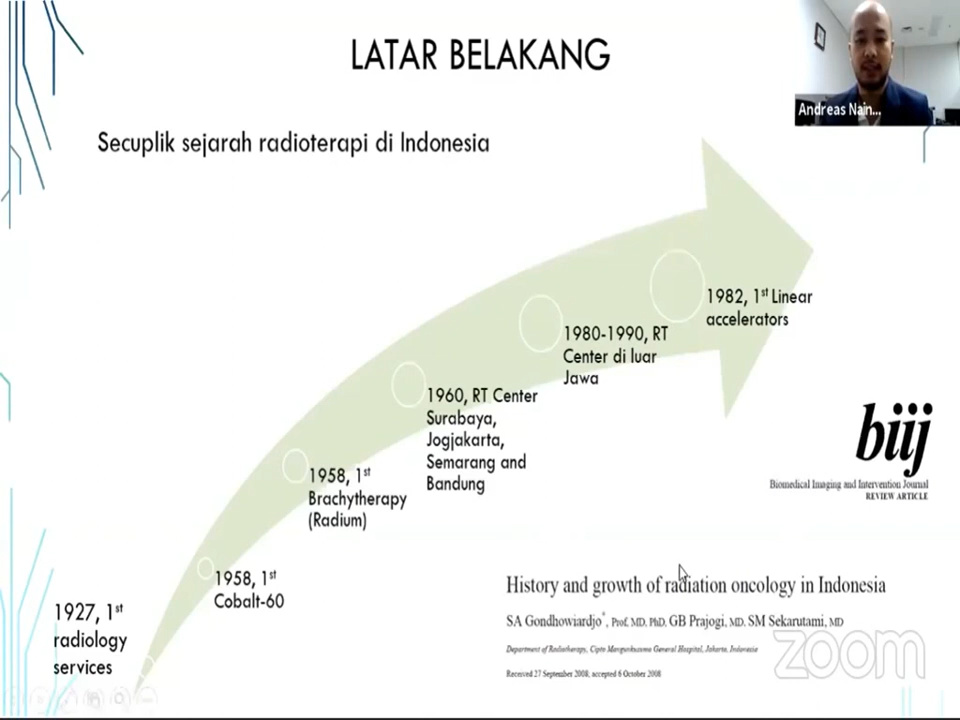 LATAR BELAKANG
Andreas Nain...
Secuplik sejarah radioterapi di Indonesia
1982, 1st Linear
accelerators
1980-1990, RT
Center di luar
Jawa
1960, RT Center
Surabaya,
Jogjakarta,
Semarang and
Bandung
1958, 1st
Brachytherapy
(Radium)
1958, 1st
Cobalt-60
1927, 1st
radiology
services
biij
Biomedical Imaging and Intervention Journal
REVIEW ARTICLE
History and growth of radiation oncology in Indonesia
SA Gondhowiardjo*, Prof, MD, PhD, GB Prajogi, MD, SM Sekarutami, MD
Department of Radiotherapy, Cipto Mangunkusumo General Hospital, Jakarta, Indonesia
Received 27 September 2008, accepted 6 October 2008
zoom